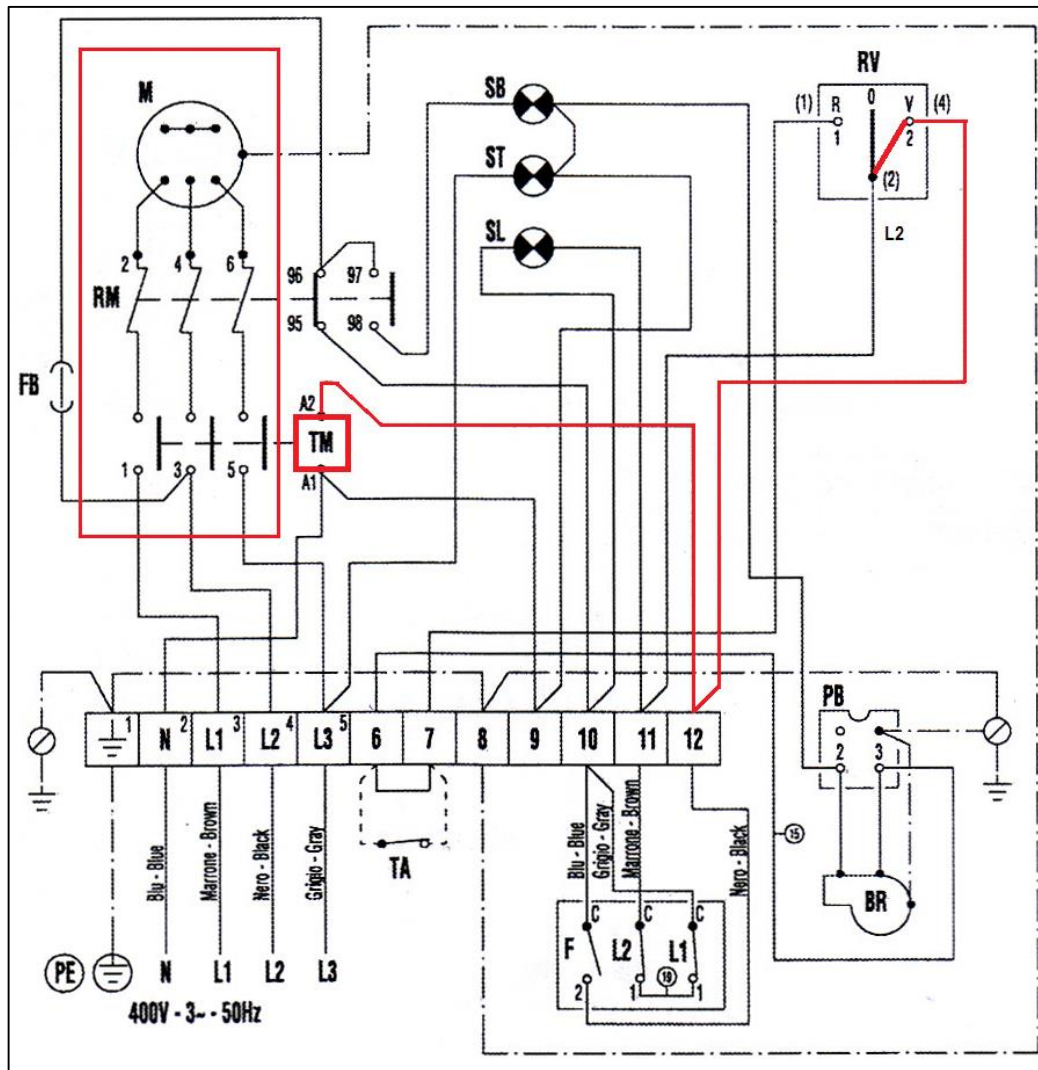 RV
(1) R 0 V (4)
1 2
(2)
L2
M
SB
ST
SL
2 4 6
RM
96 97
95 98
FB
A2
TM
A1
1 3 5
PB
2 3
1 N 2 L1 3 L2 4 L3 5 6 7 8 9 10 11 12
Blu - Blue
Marrone - Brown
Nero - Black
Grigio - Gray
TA
Blu - Blue
Grigio - Gray
Marrone - Brown
Nero - Black
15
BR
C C C
F L2 L1
19
2 1 1
PE N L1 L2 L3
400V - 3~ - 50Hz